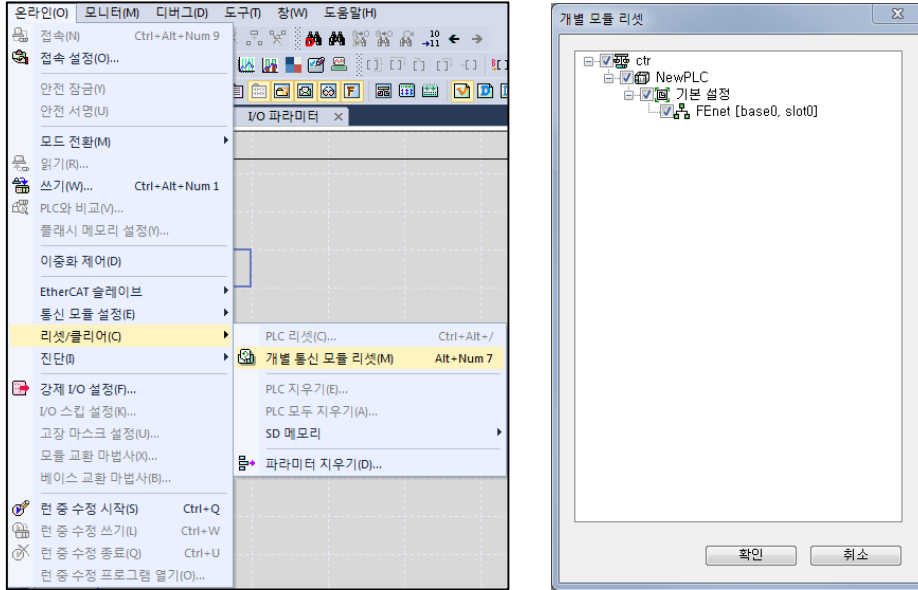 온라인(O) 모니터(M) 디버그(D) 도구(T) 창(W) 도움말(H)
접속(N) Ctrl+Alt+Num 9
접속 설정(O)...
안전 잠금(Y)
안전 서명(U)
I/O 파라미터
모드 전환(M)
읽기(R)...
쓰기(W)... Ctrl+Alt+Num 1
PLC와 비교(V)...
플래시 메모리 설정(Y)...
이중화 제어(D)
EtherCAT 슬레이브
통신 모듈 설정(E)
리셋/클리어(C)
진단(I)
강제 I/O 설정(F)...
I/O 스킵 설정(K)...
고장 마스크 설정(U)...
모듈 교환 마법사(X)...
베이스 교환 마법사(B)...
런 중 수정 시작(S) Ctrl+Q
런 중 수정 쓰기(L) Ctrl+W
런 중 수정 종료(Q) Ctrl+U
런 중 수정 프로그램 열기(O)...
PLC 리셋(C)... Ctrl+Alt+/
개별 통신 모듈 리셋(M) Alt+Num 7
PLC 지우기(E)...
PLC 모두 지우기(A)...
SD 메모리
파라미터 지우기(D)...
개별 모듈 리셋
ctr
NewPLC
기본 설정
FEnet [base0, slot0]
확인 취소